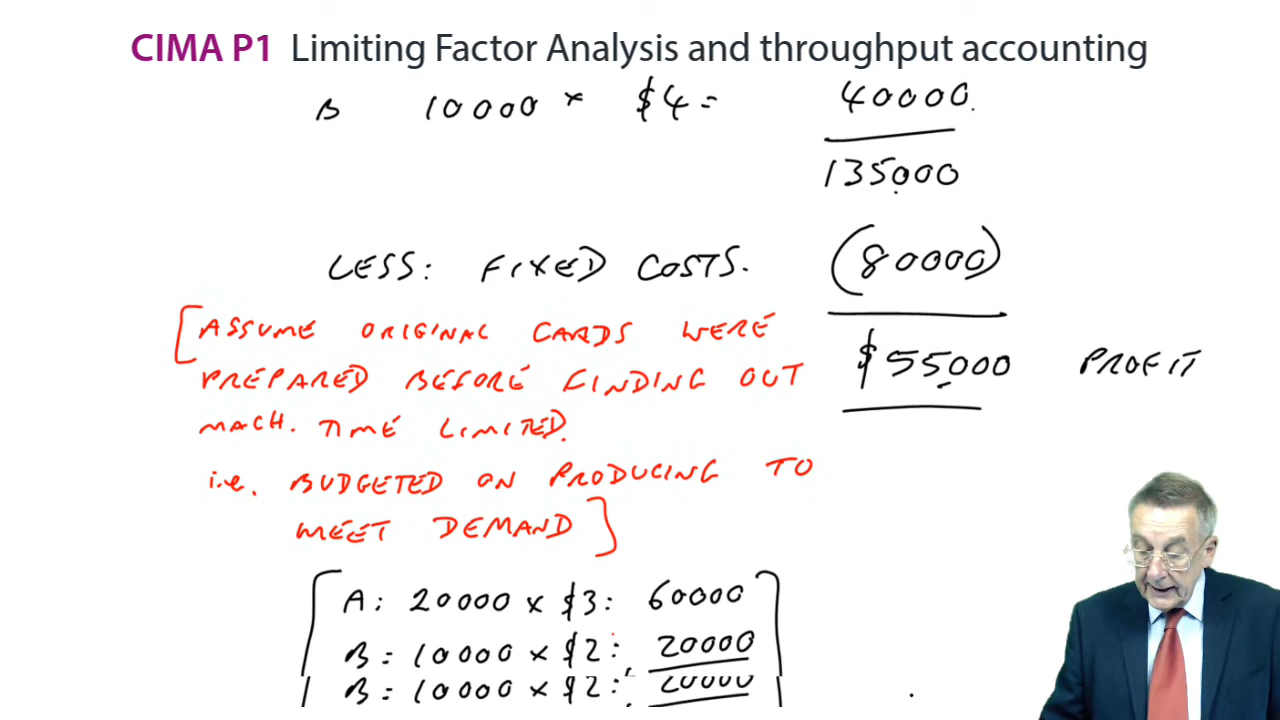 CIMA P1 Limiting Factor Analysis and throughput accounting
B 10000 × $4 = 40000
135000
LESS: FIXED COSTS. (80000)
$55000 PROFIT
[ASSUME ORIGINAL CARDS WERE
PREPARED BEFORE FINDING OUT
MACH. TIME LIMITED.
i.e. BUDGETED ON PRODUCING TO
MEET DEMAND]
A: 20000 × $3: 60000
B: 10000 × $2: 20000
B: 10000 × $2: 20000